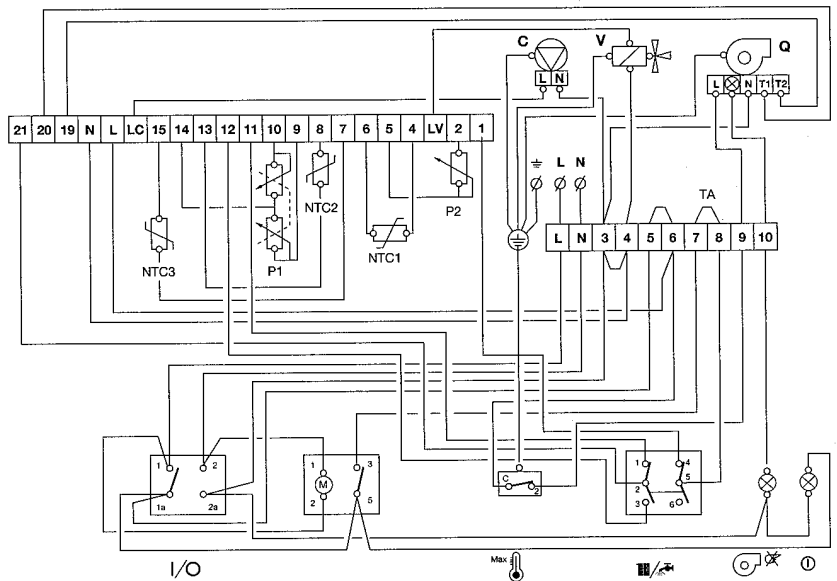 C V Q
L N
L N T1 T2
21 20 19 N L LC 15 14 13 12 11 10 9 8 7 6 5 4 LV 2 1
L N
TA
NTC2
P2
L N 3 4 5 6 7 8 9 10
NTC3
P1
NTC1
1 2
1 3
1 4
M
C 2
2 5
1a 2a
2 5
3 6
I/O
Max